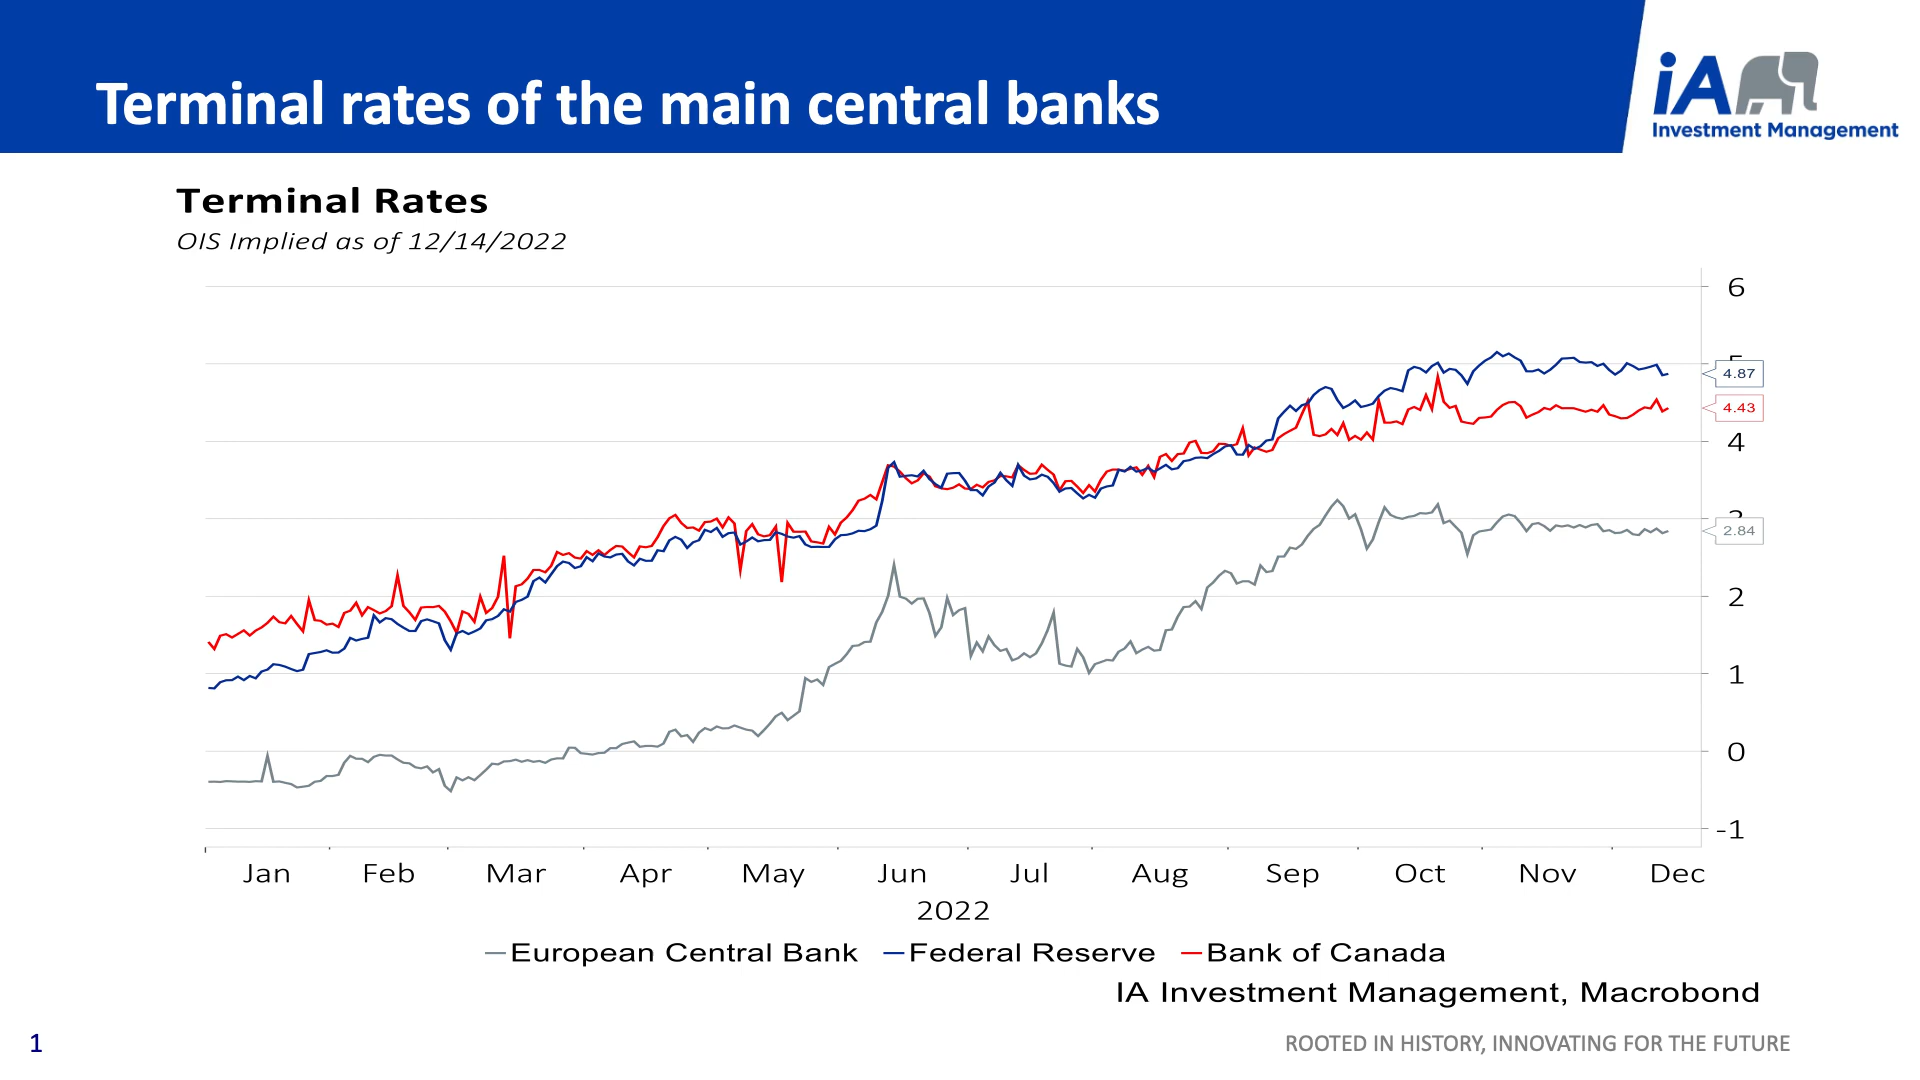 Terminal rates of the main central banks
iA
Investment Management
Terminal Rates
OIS Implied as of 12/14/2022
6
4.87
4.43
4
2.84
2
1
0
-1
Jan Feb Mar Apr May Jun Jul Aug Sep Oct Nov Dec
2022
European Central Bank Federal Reserve Bank of Canada
IA Investment Management, Macrobond
1
ROOTED IN HISTORY, INNOVATING FOR THE FUTURE